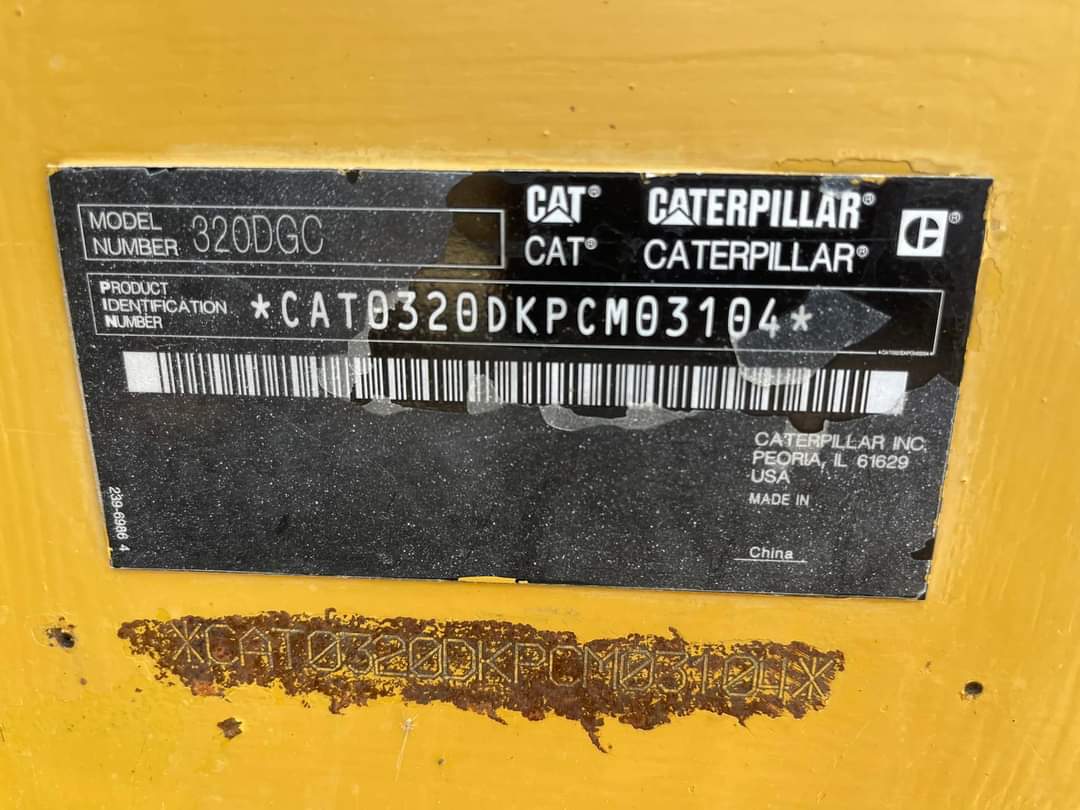 MODEL
NUMBER 320DGC
CAT® CATERPILLAR®
CAT® CATERPILLAR® C®
PRODUCT
IDENTIFICATION
NUMBER
*CAT0320DKPCM03104*
CATERPILLAR INC.
PEORIA, IL 61629
USA
MADE IN
China
239-6986 4
*CAT0320DKPCM03104*